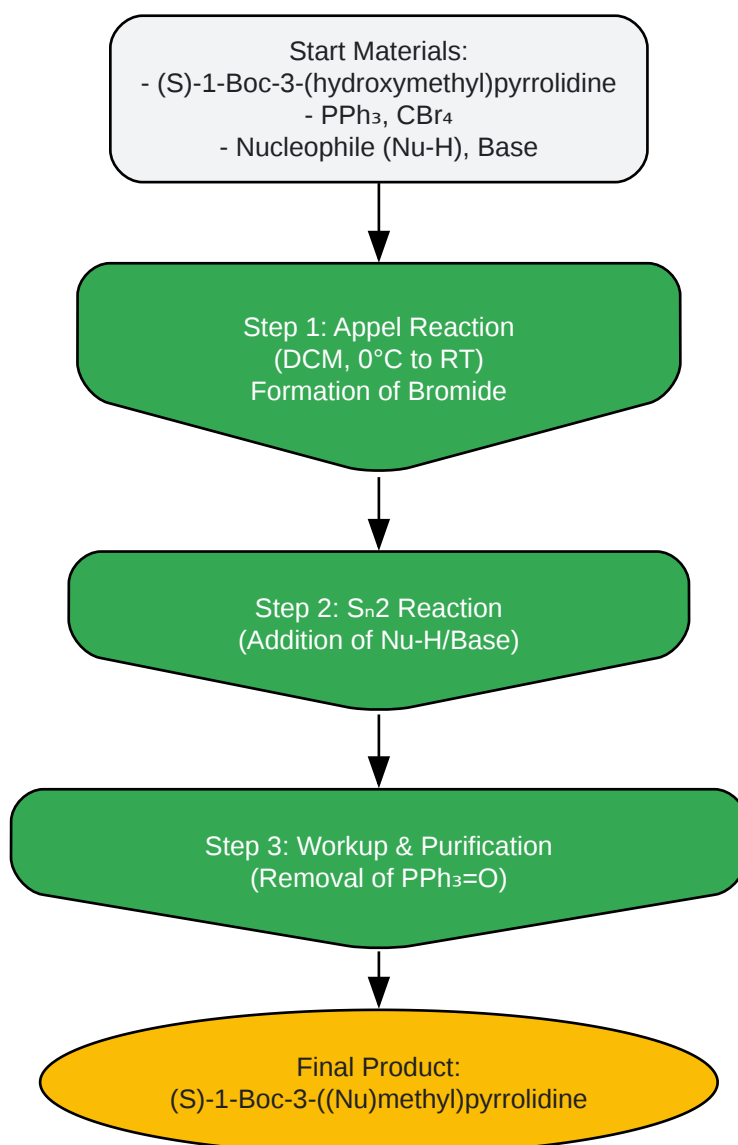 Start Materials:
- (S)-1-Boc-3-(hydroxymethyl)pyrrolidine
- PPh₃, CBr₄
- Nucleophile (Nu-H), Base
Step 1: Appel Reaction
(DCM, 0°C to RT)
Formation of Bromide
Step 2: Sₙ2 Reaction
(Addition of Nu-H/Base)
Step 3: Workup & Purification
(Removal of PPh₃=O)
Final Product:
(S)-1-Boc-3-((Nu)methyl)pyrrolidine